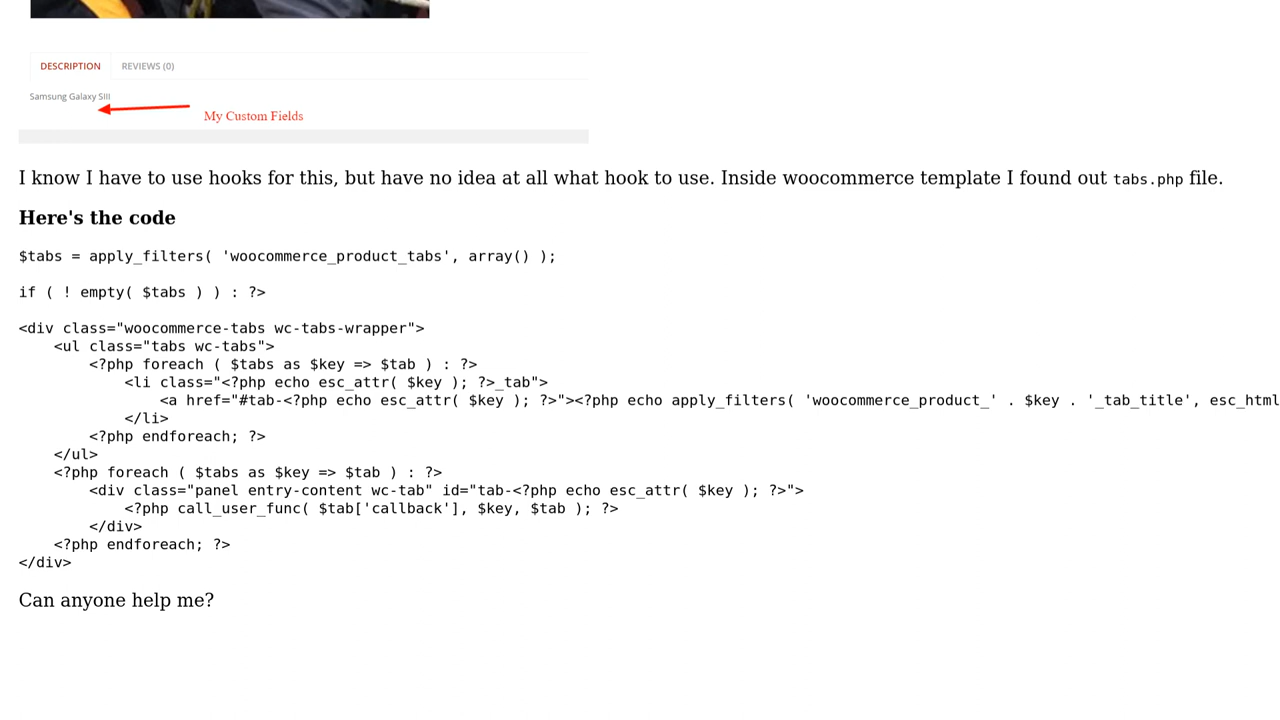 DESCRIPTION REVIEWS (0)
Samsung Galaxy SIII
My Custom Fields
I know I have to use hooks for this, but have no idea at all what hook to use. Inside woocommerce template I found out tabs.php file.
Here's the code
$tabs = apply_filters( 'woocommerce_product_tabs', array() );
if ( ! empty( $tabs ) ) : ?>
<div class="woocommerce-tabs wc-tabs-wrapper">
    <ul class="tabs wc-tabs">
        <?php foreach ( $tabs as $key => $tab ) : ?>
            <li class="<?php echo esc_attr( $key ); ?>_tab">
                <a href="#tab-<?php echo esc_attr( $key ); ?>"><?php echo apply_filters( 'woocommerce_product_' . $key . '_tab_title', esc_html
            </li>
        <?php endforeach; ?>
    </ul>
    <?php foreach ( $tabs as $key => $tab ) : ?>
        <div class="panel entry-content wc-tab" id="tab-<?php echo esc_attr( $key ); ?>">
            <?php call_user_func( $tab['callback'], $key, $tab ); ?>
        </div>
    <?php endforeach; ?>
</div>
Can anyone help me?